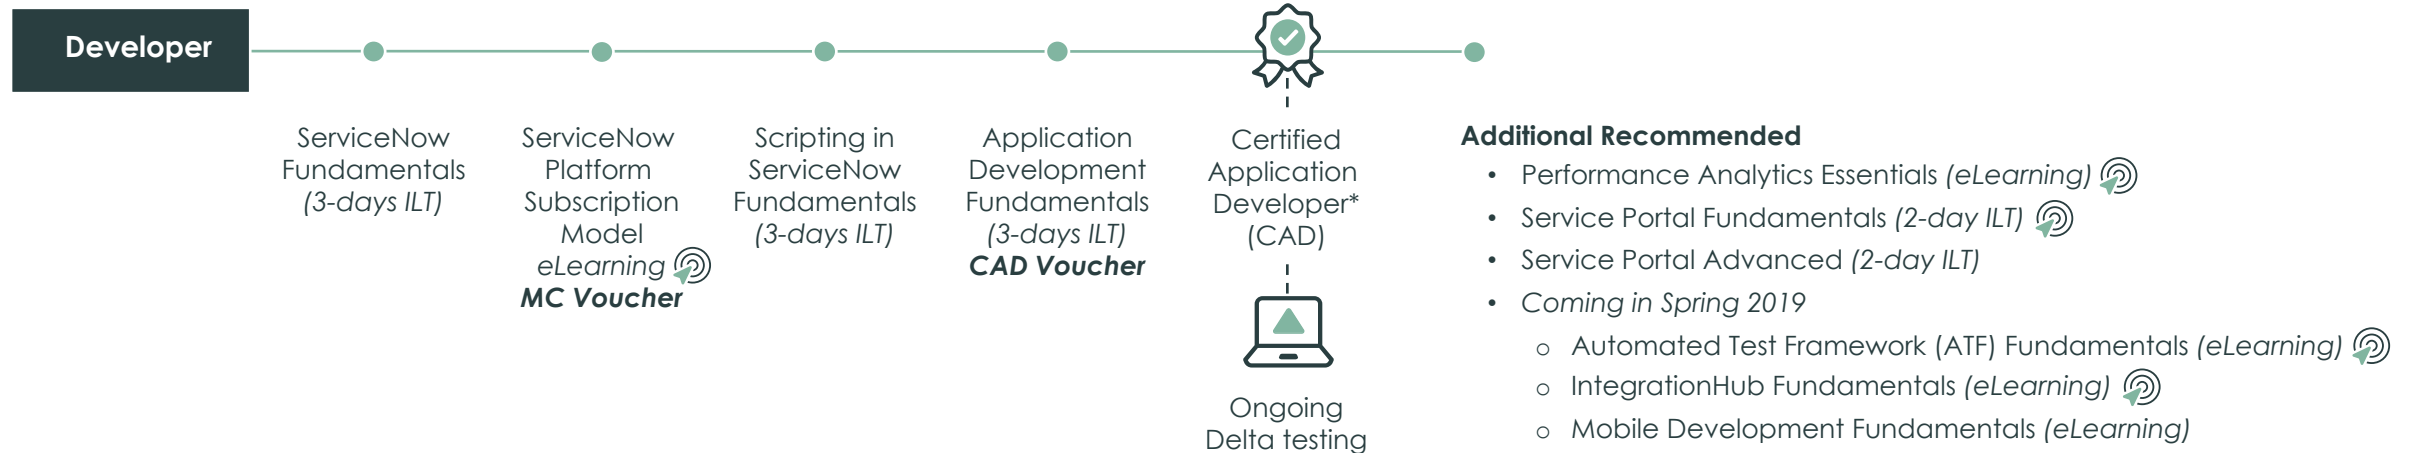 Developer
ServiceNow
Fundamentals
(3-days ILT)
ServiceNow
Platform
Subscription
Model
eLearning
MC Voucher
Scripting in
ServiceNow
Fundamentals
(3-days ILT)
Application
Development
Fundamentals
(3-days ILT)
CAD Voucher
Certified
Application
Developer*
(CAD)
Ongoing
Delta testing
Additional Recommended
• Performance Analytics Essentials (eLearning)
• Service Portal Fundamentals (2-day ILT)
• Service Portal Advanced (2-day ILT)
• Coming in Spring 2019
o Automated Test Framework (ATF) Fundamentals (eLearning)
o IntegrationHub Fundamentals (eLearning)
o Mobile Development Fundamentals (eLearning)